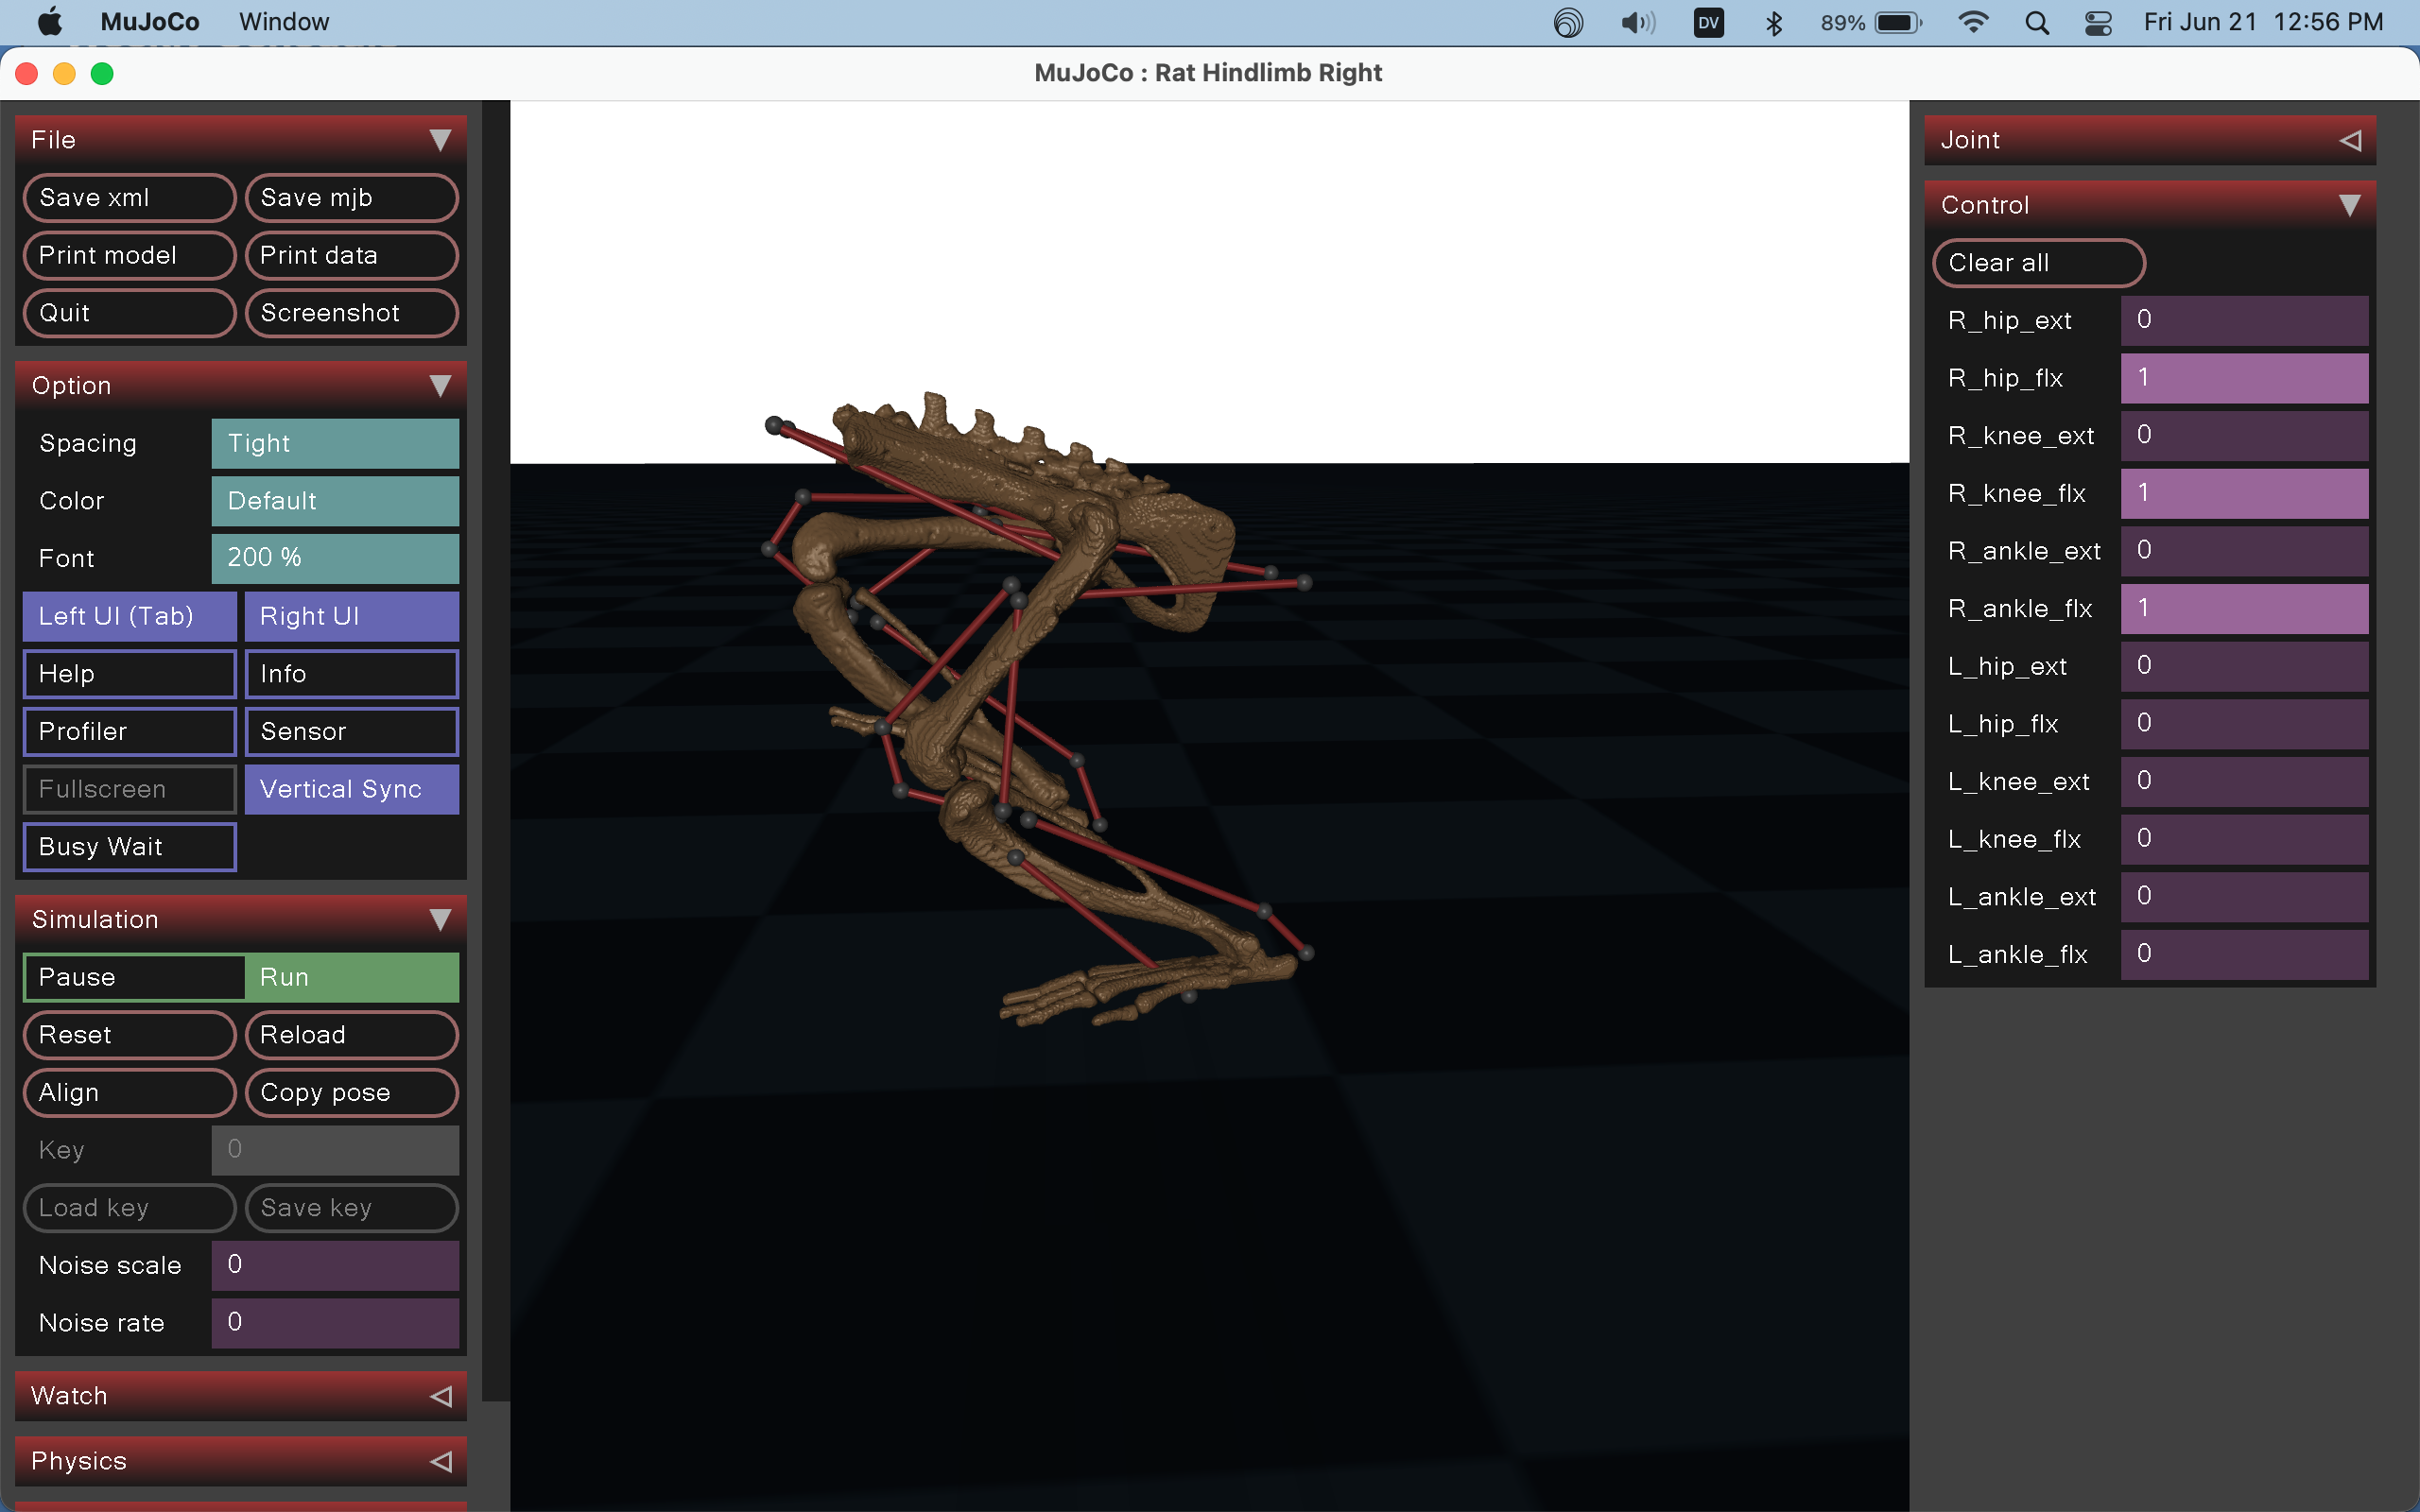 MuJoCo Window DV 89% Fri Jun 21 12:56 PM
MuJoCo : Rat Hindlimb Right
File
Save xml Save mjb
Print model Print data
Quit Screenshot
Option
Spacing Tight
Color Default
Font 200 %
Left UI (Tab) Right UI
Help Info
Profiler Sensor
Fullscreen Vertical Sync
Busy Wait
Simulation
Pause Run
Reset Reload
Align Copy pose
Key 0
Load key Save key
Noise scale 0
Noise rate 0
Watch
Physics
Joint
Control
Clear all
R_hip_ext 0
R_hip_flx 1
R_knee_ext 0
R_knee_flx 1
R_ankle_ext 0
R_ankle_flx 1
L_hip_ext 0
L_hip_flx 0
L_knee_ext 0
L_knee_flx 0
L_ankle_ext 0
L_ankle_flx 0